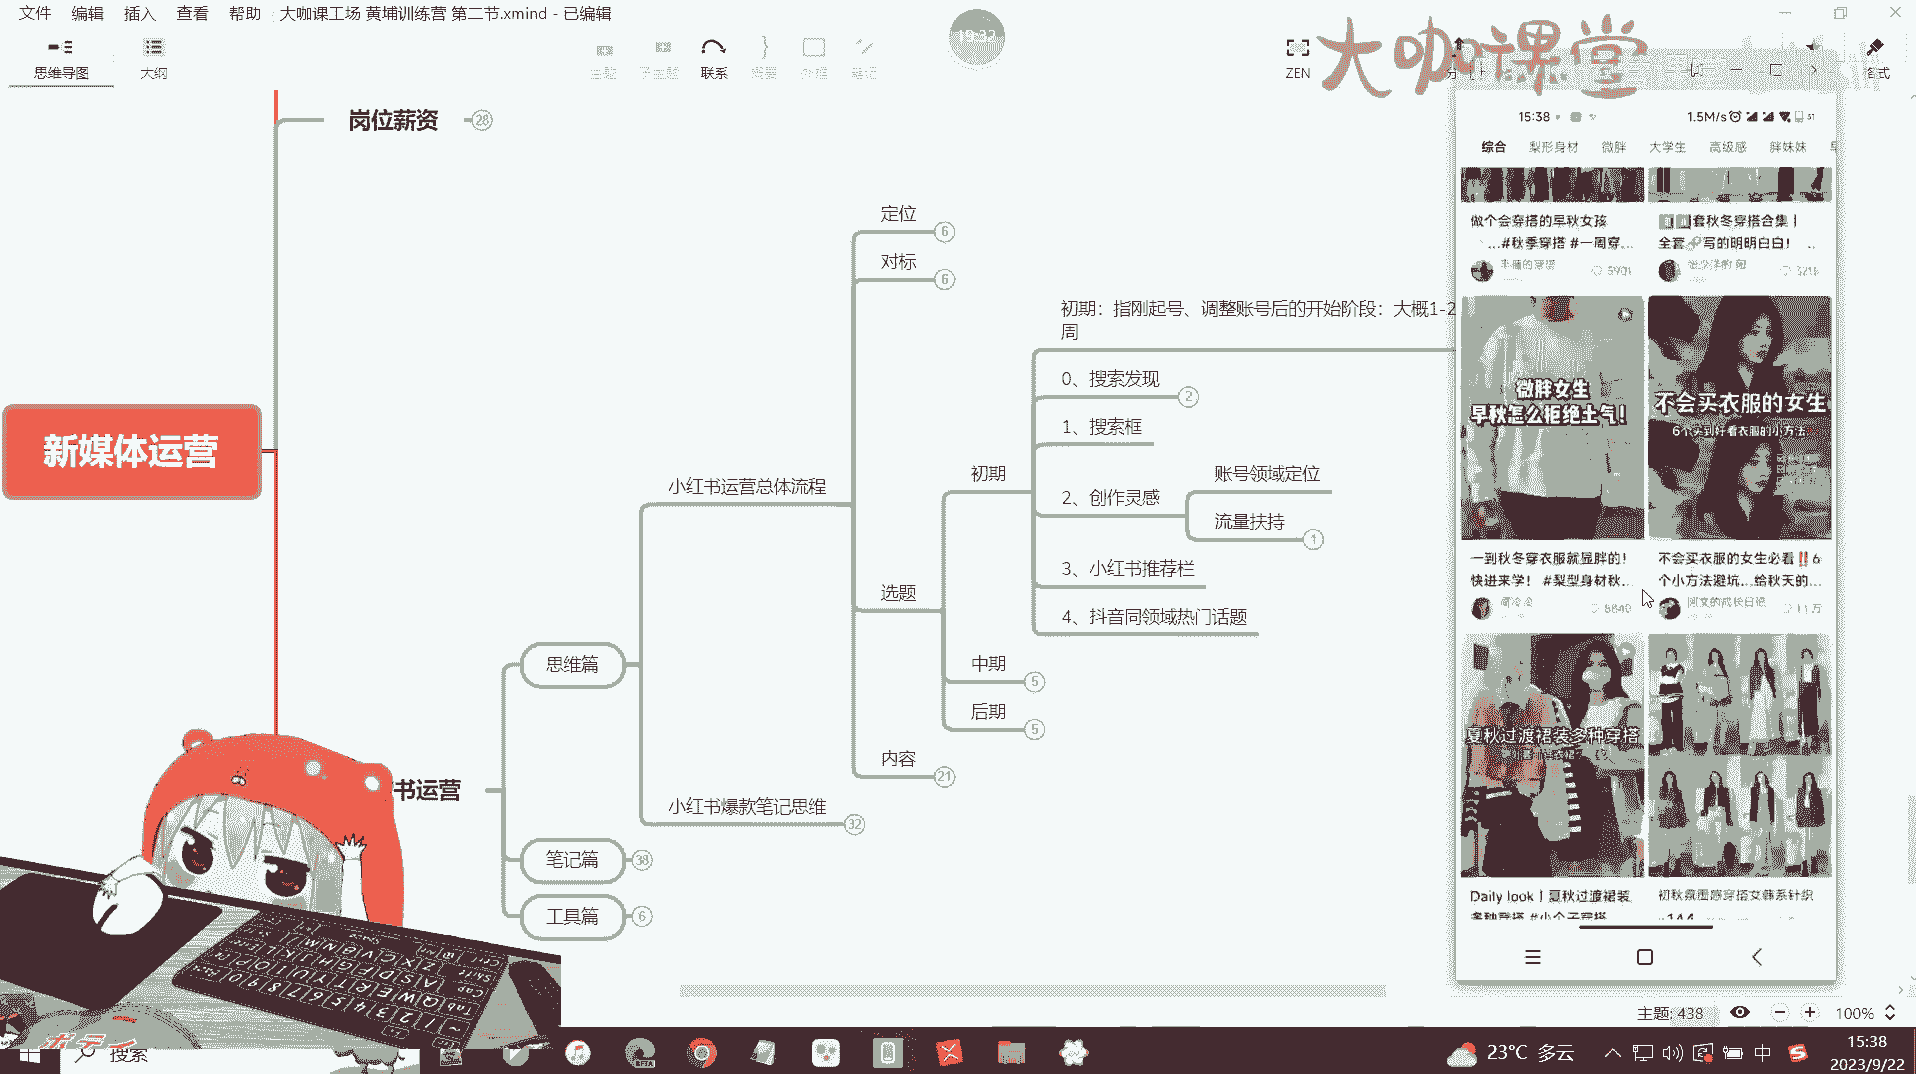 文件 编辑 插入 查看 帮助 大咖课工场 黄埔训练营 第二节.xmind - 已编辑
思维导图
大纲
联系
ZEN
大咖课堂
新媒体运营
岗位薪资
28
书运营
思维篇
笔记篇
38
工具篇
6
小红书运营总体流程
小红书爆款笔记思维
32
定位
6
对标
6
选题
内容
21
初期
中期
5
后期
5
初期：指刚起号、调整账号后的开始阶段：大概1-2
周
0、搜索发现
2
1、搜索框
2、创作灵感
账号领域定位
流量扶持
1
3、小红书推荐栏
4、抖音同领域热门话题
15:38
1.5M/s
综合 梨形身材 微胖 大学生 高级感 胖妹妹
做个会穿搭的早秋女孩
...#秋季穿搭 #一周穿...
套秋冬穿搭合集丨
全套 写的明明白白！
微胖女生
早秋怎么拒绝土气！
不会买衣服的女生
6个买到好看衣服的小方法
一到秋冬穿衣服就显胖的！
快进来学！ #梨型身材秋...
8840
不会买衣服的女生必看‼️6
个小方法避坑...给秋天的...
夏秋过渡裙装多种穿搭
Daily look丨夏秋过渡裙装
多种穿搭 #小个子穿搭
初秋氛围感穿搭女韩系针织
主题: 438
100%
搜索
23°C 多云
中
15:38
2023/9/22